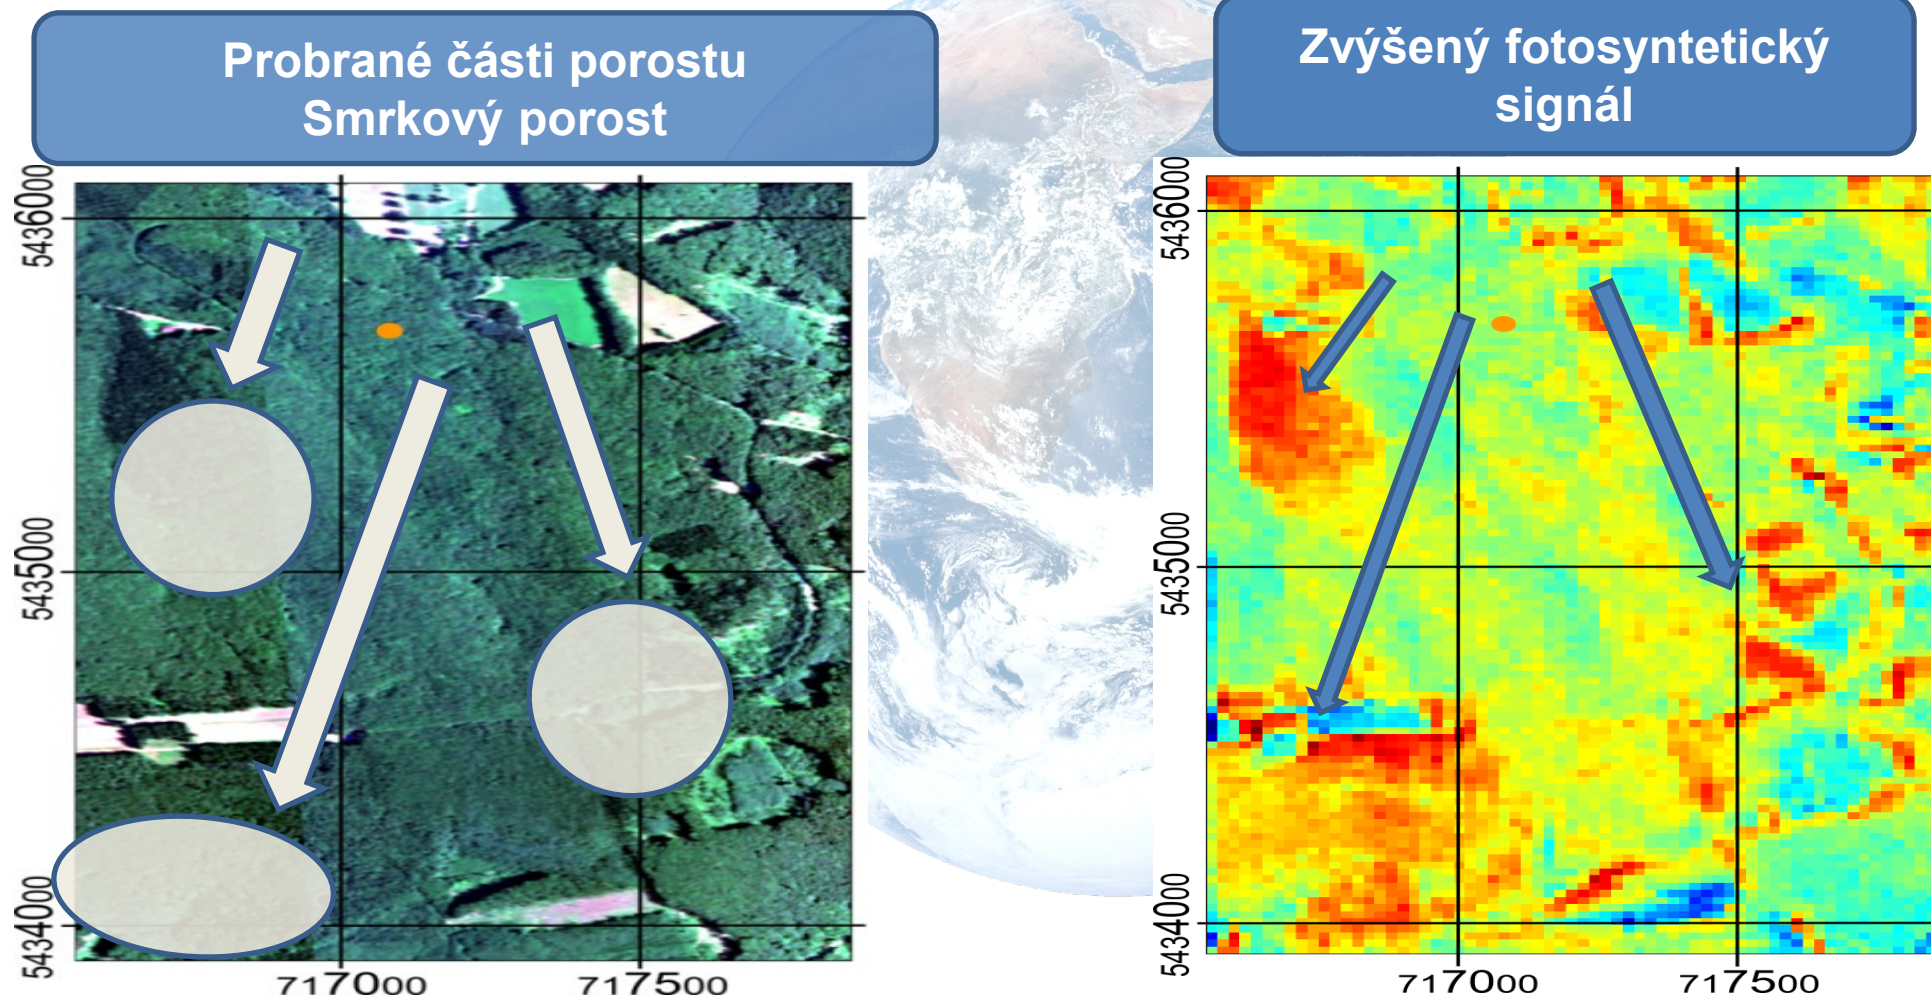 Probrané části porostu
Smrkový porost
Zvýšený fotosyntetický
signál
5436000
5435000
5434000
717000
717500
5436000
5435000
5434000
717000
717500